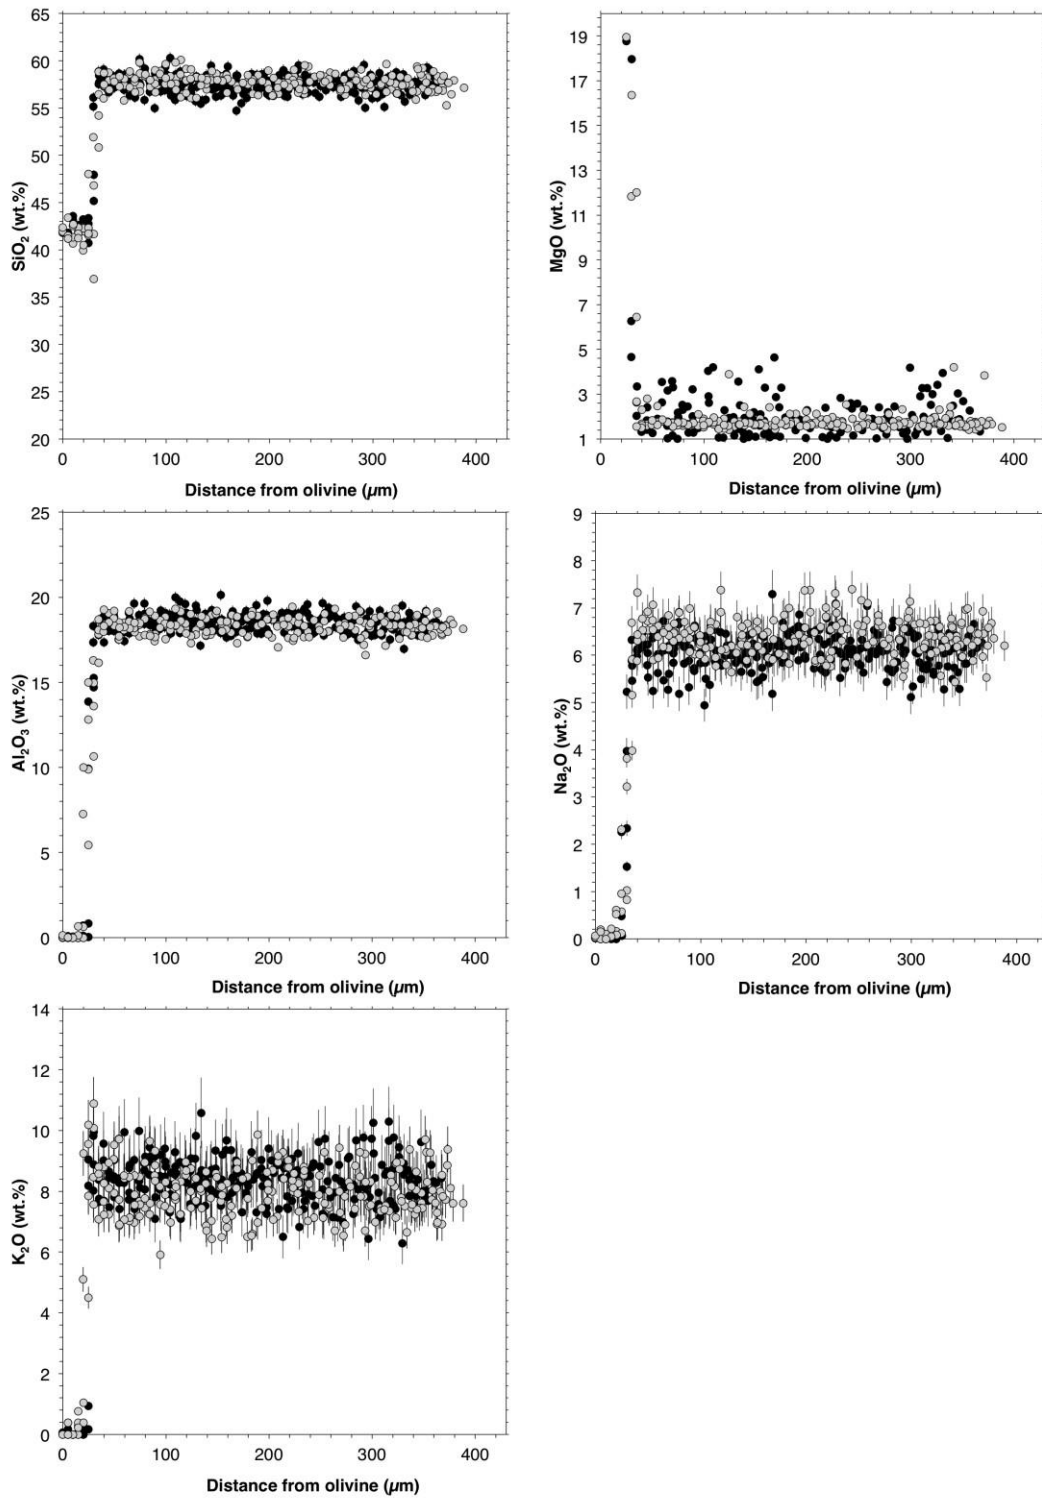 65
60
55
50
45
40
35
30
25
20
SiO₂ (wt.%)
0 100 200 300 400
Distance from olivine (µm)
19
17
15
13
11
9
7
5
3
1
MgO (wt.%)
0 100 200 300 400
Distance from olivine (µm)
25
20
15
10
5
0
Al₂O₃ (wt.%)
0 100 200 300 400
Distance from olivine (µm)
9
8
7
6
5
4
3
2
1
0
Na₂O (wt.%)
0 100 200 300 400
Distance from olivine (µm)
14
12
10
8
6
4
2
0
K₂O (wt.%)
0 100 200 300 400
Distance from olivine (µm)